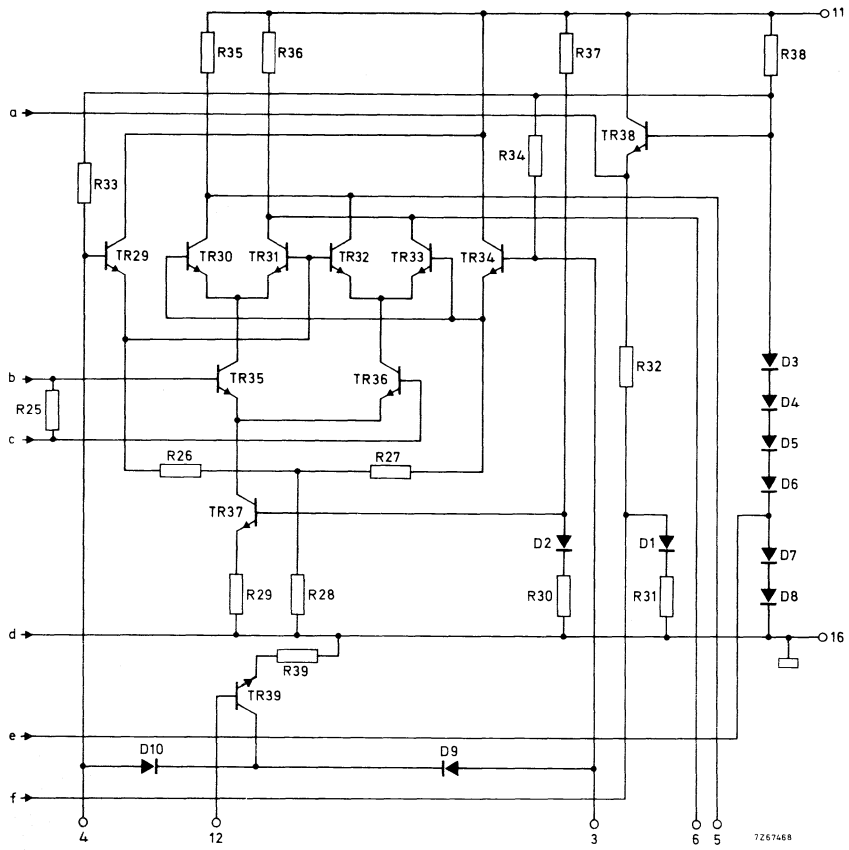 11
R35
R36
R37
R38
a
TR38
R34
R33
TR29
TR30
TR31
TR32
TR33
TR34
R32
D3
b
TR35
TR36
D4
R25
c
D5
R26
R27
D6
TR37
D2
D1
D7
R29
R28
R30
R31
D8
d
16
R39
TR39
e
D10
D9
f
4
12
3
6
5
7Z67468